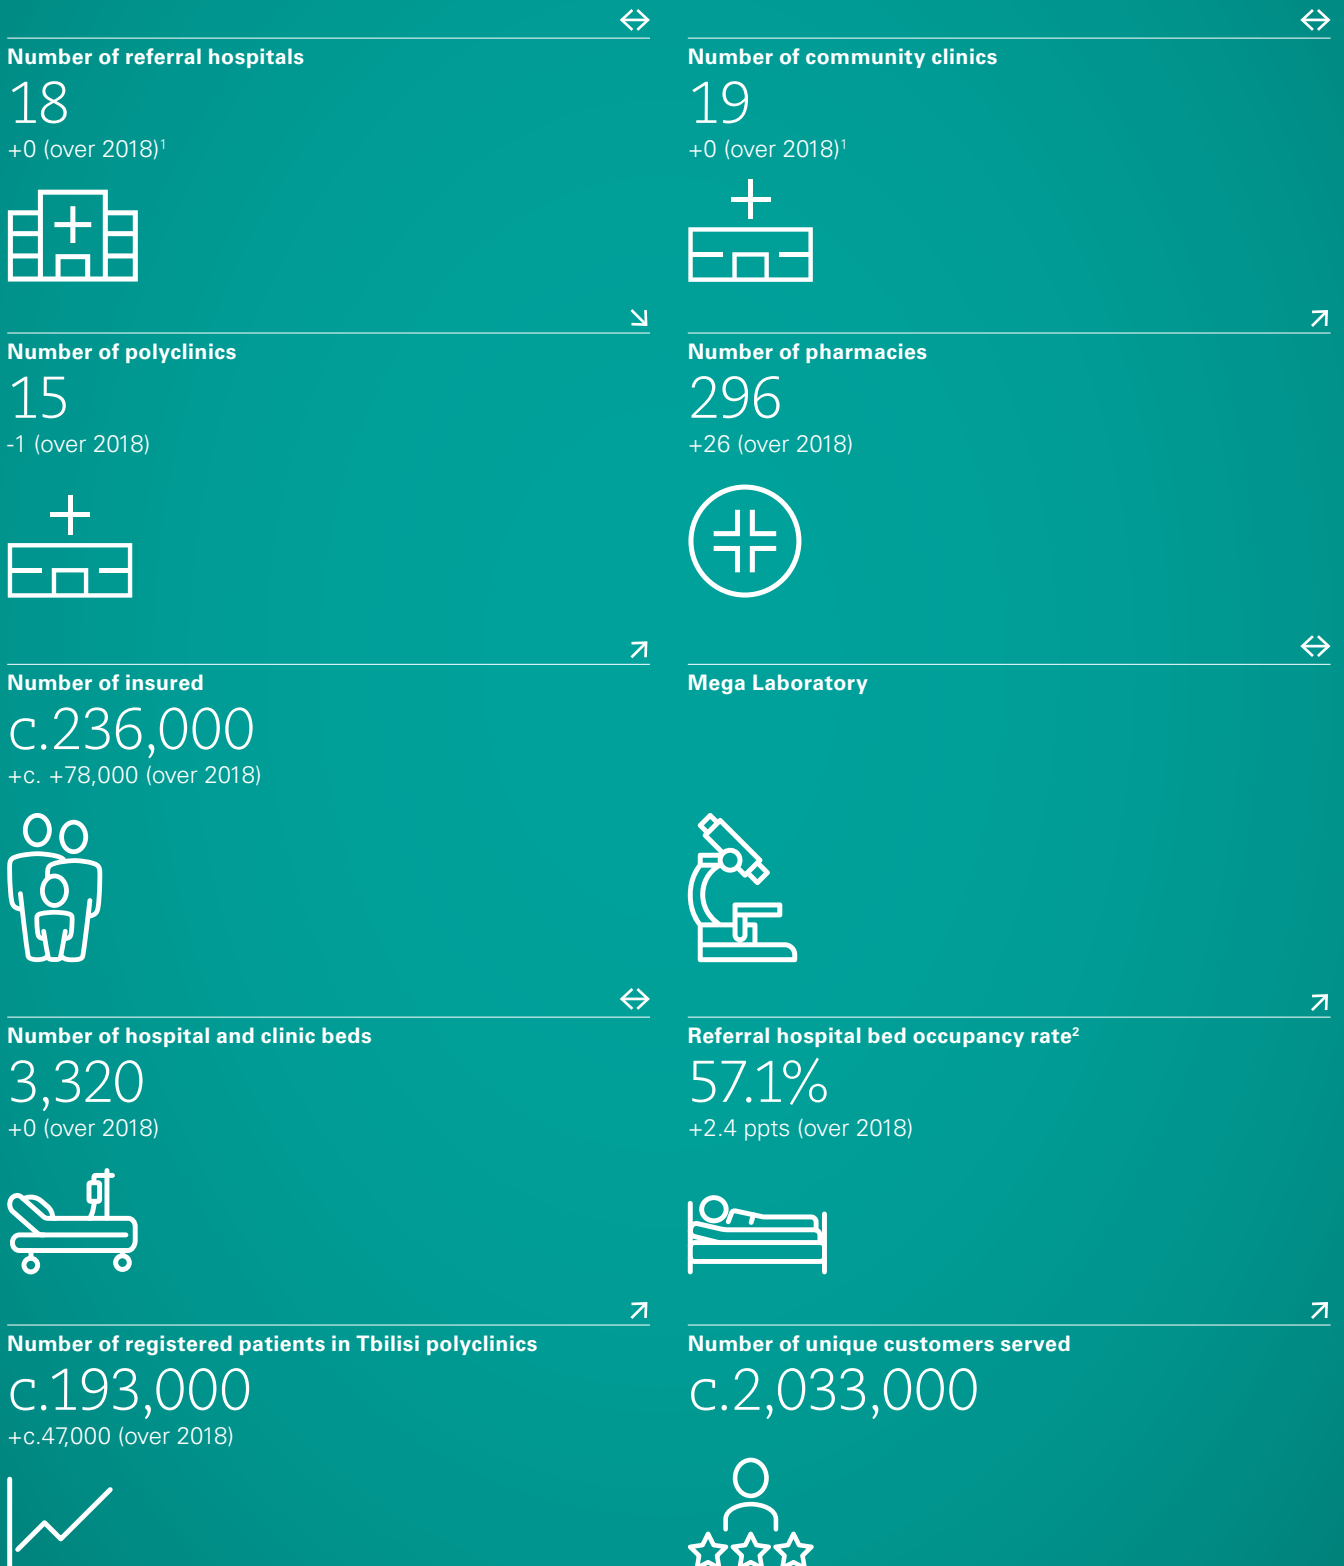 Number of referral hospitals
18
+0 (over 2018)¹
Number of community clinics
19
+0 (over 2018)¹
Number of polyclinics
15
-1 (over 2018)
Number of pharmacies
296
+26 (over 2018)
Number of insured
c.236,000
+c. +78,000 (over 2018)
Mega Laboratory
Number of hospital and clinic beds
3,320
+0 (over 2018)
Referral hospital bed occupancy rate²
57.1%
+2.4 ppts (over 2018)
Number of registered patients in Tbilisi polyclinics
c.193,000
+c.47,000 (over 2018)
Number of unique customers served
c.2,033,000